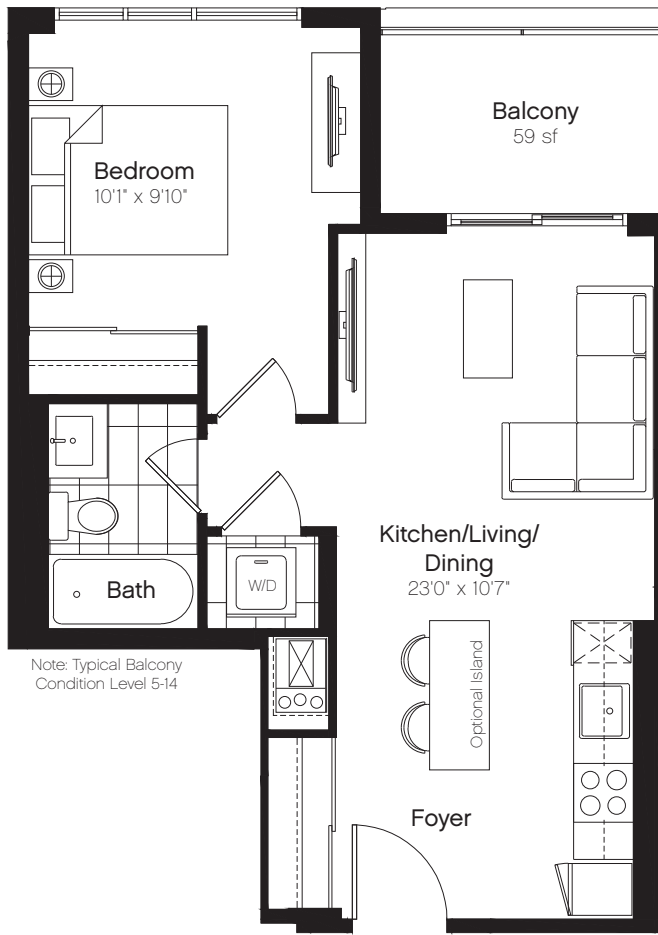 Balcony
59 sf
Bedroom
10'1" x 9'10"
Kitchen/Living/
Dining
23'0" x 10'7"
W/D
Bath
Optional Island
Note: Typical Balcony
Condition Level 5-14
Foyer